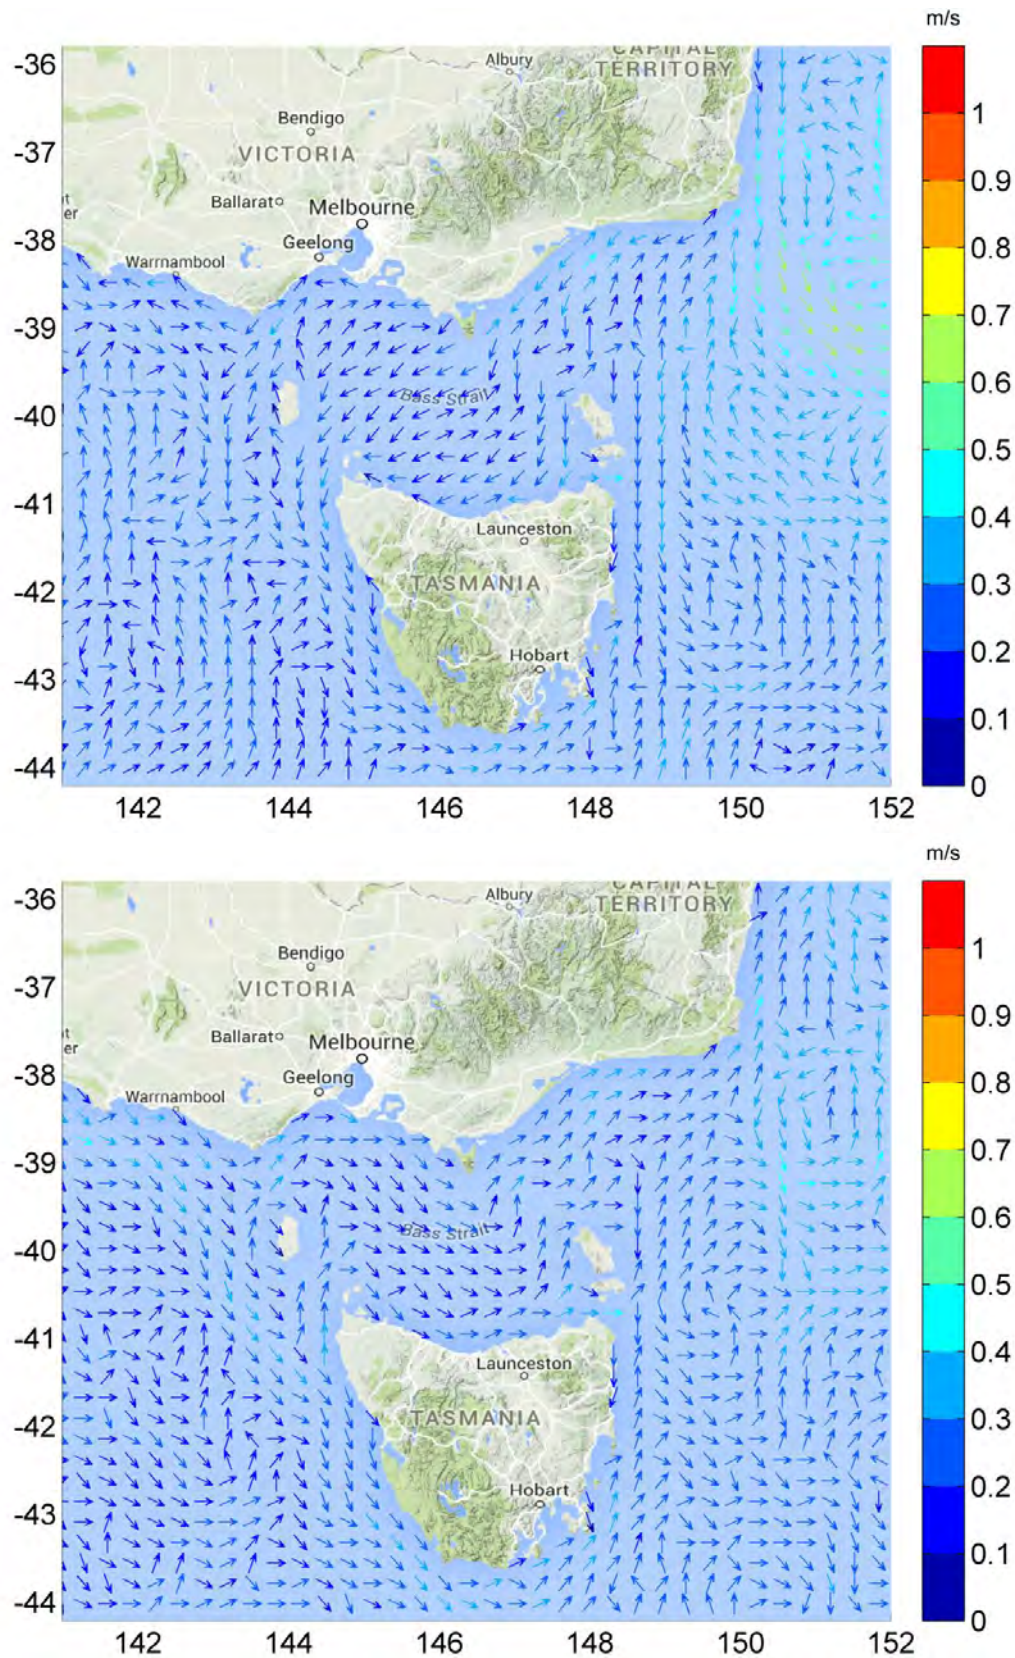 m/s
-36
-37
-38
-39
-40
-41
-42
-43
-44
CAPITAL
TERRITORY
Albury
Bendigo
VICTORIA
Ballarat
Melbourne
er
Geelong
Warrnambool
Bass Strait
Launceston
TASMANIA
Hobart
142 144 146 148 150 152
1
0.9
0.8
0.7
0.6
0.5
0.4
0.3
0.2
0.1
0
m/s
-36
-37
-38
-39
-40
-41
-42
-43
-44
CAPITAL
TERRITORY
Albury
Bendigo
VICTORIA
Ballarat
Melbourne
er
Geelong
Warrnambool
Bass Strait
Launceston
TASMANIA
Hobart
142 144 146 148 150 152
1
0.9
0.8
0.7
0.6
0.5
0.4
0.3
0.2
0.1
0